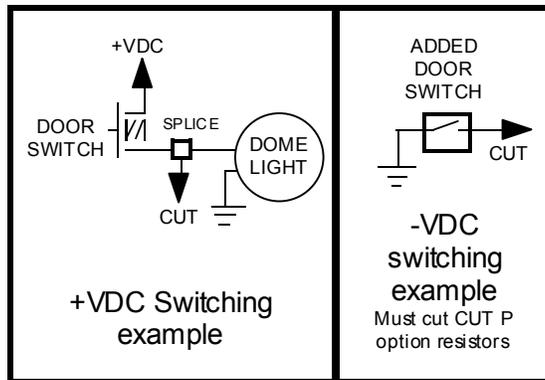 +VDC
DOOR
SWITCH
SPLICE
DOME
LIGHT
CUT
+VDC Switching
example
ADDED
DOOR
SWITCH
CUT
-VDC
switching
example
Must cut CUT P
option resistors